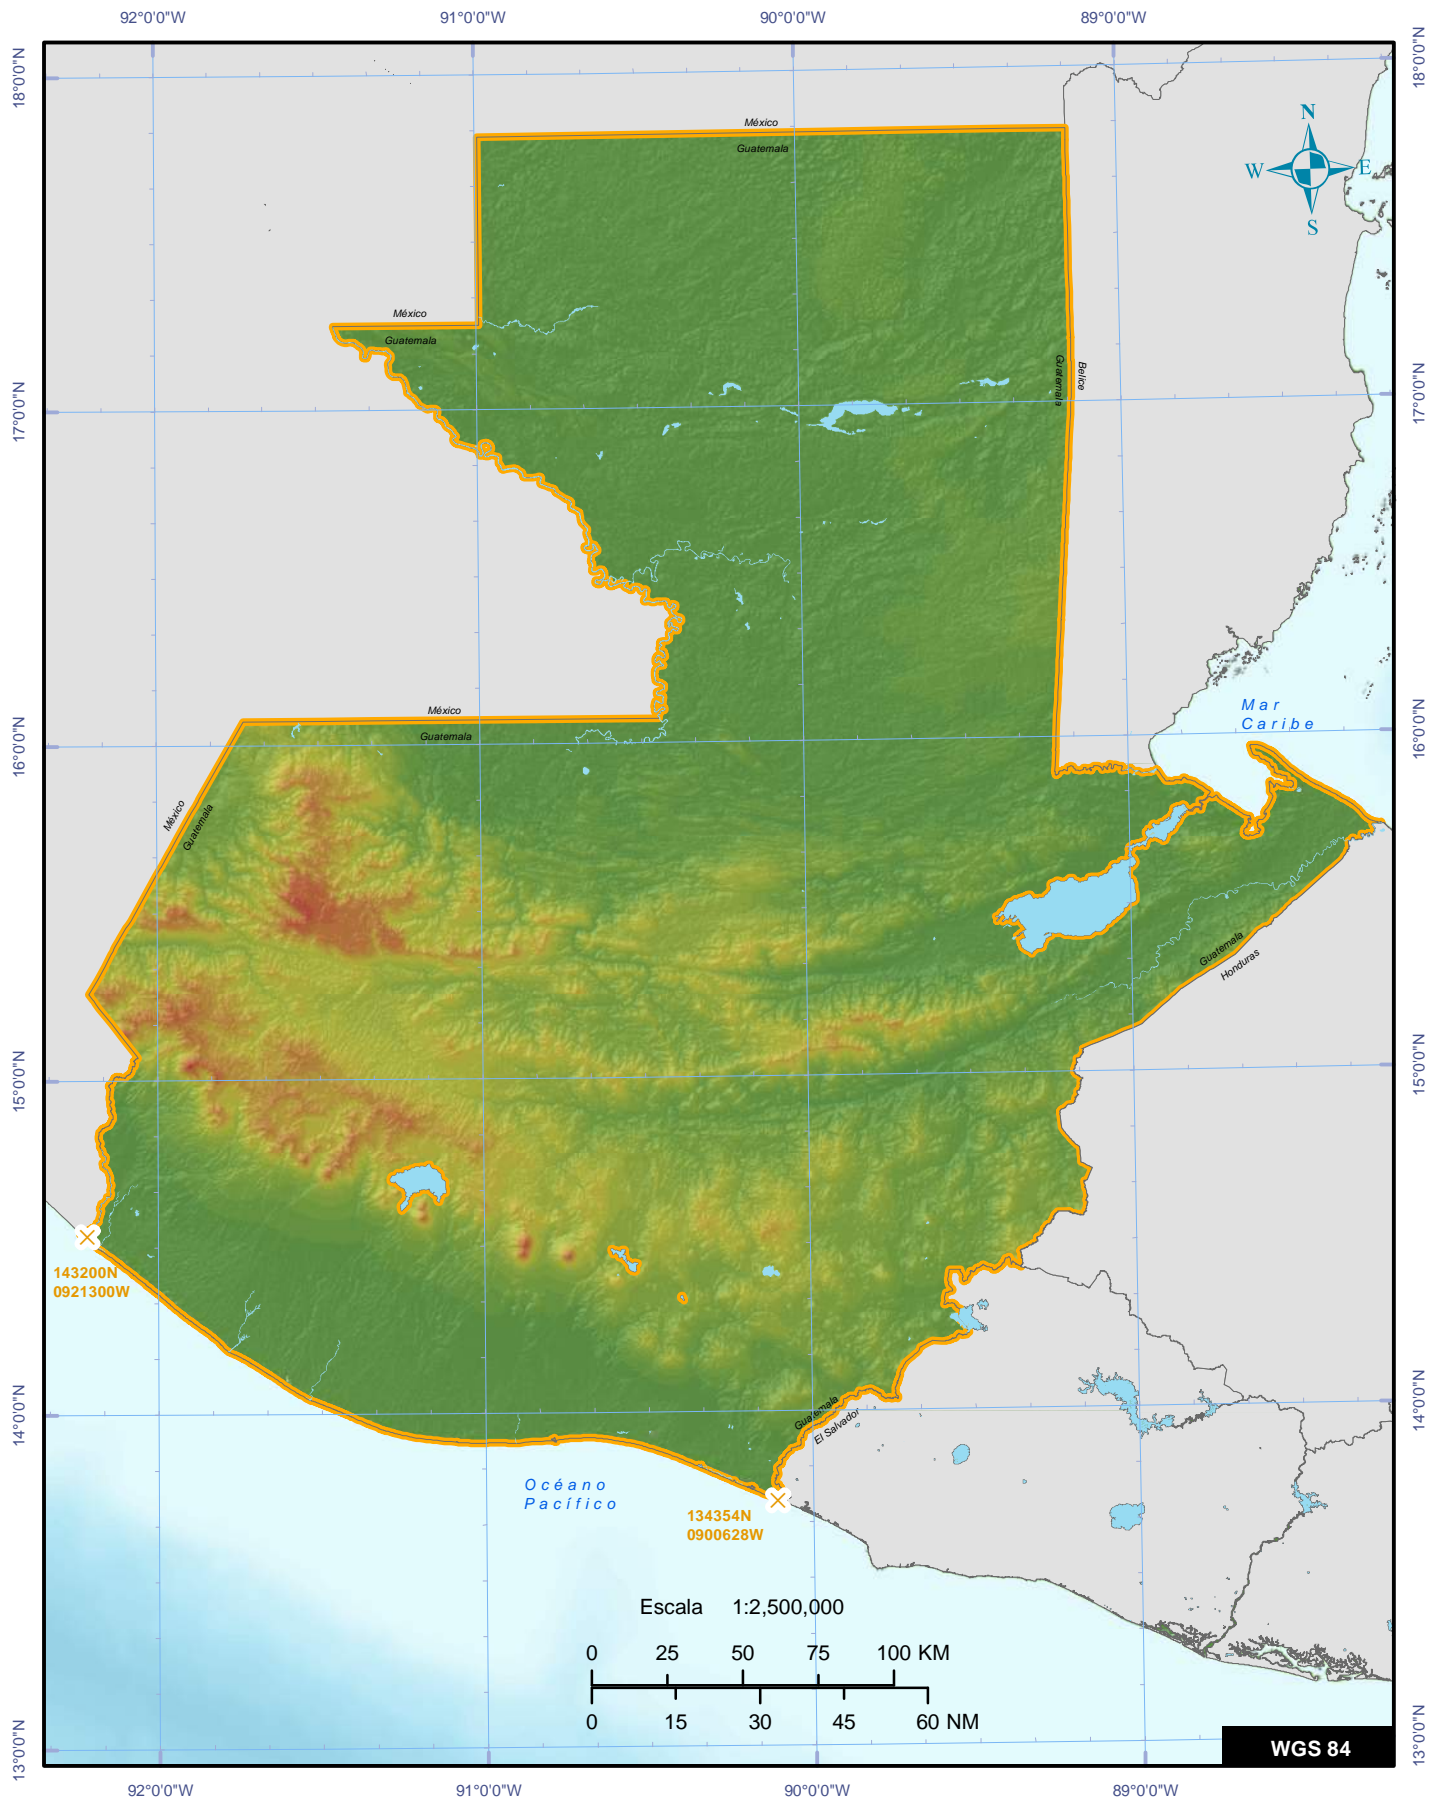 92°0'0"W
91°0'0"W
90°0'0"W
89°0'0"W
18°0'0"N
18°0'0"N
N
W
E
S
México
Guatemala
México
Guatemala
Belice
Guatemala
17°0'0"N
17°0'0"N
Mar
Caribe
México
Guatemala
16°0'0"N
16°0'0"N
México
Guatemala
Guatemala
Honduras
15°0'0"N
15°0'0"N
143200N
0921300W
14°0'0"N
14°0'0"N
Guatemala
El Salvador
Océano
Pacífico
134354N
0900628W
Escala 1:2,500,000
0 25 50 75 100 KM
0 15 30 45 60 NM
13°0'0"N
13°0'0"N
WGS 84
92°0'0"W
91°0'0"W
90°0'0"W
89°0'0"W